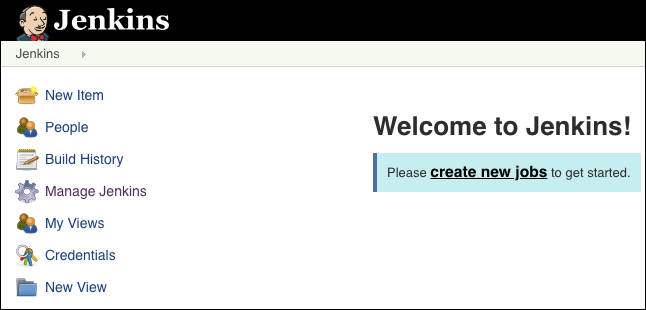 Jenkins
Jenkins
New Item
People
Build History
Manage Jenkins
My Views
Credentials
New View
Welcome to Jenkins!
Please create new jobs to get started.